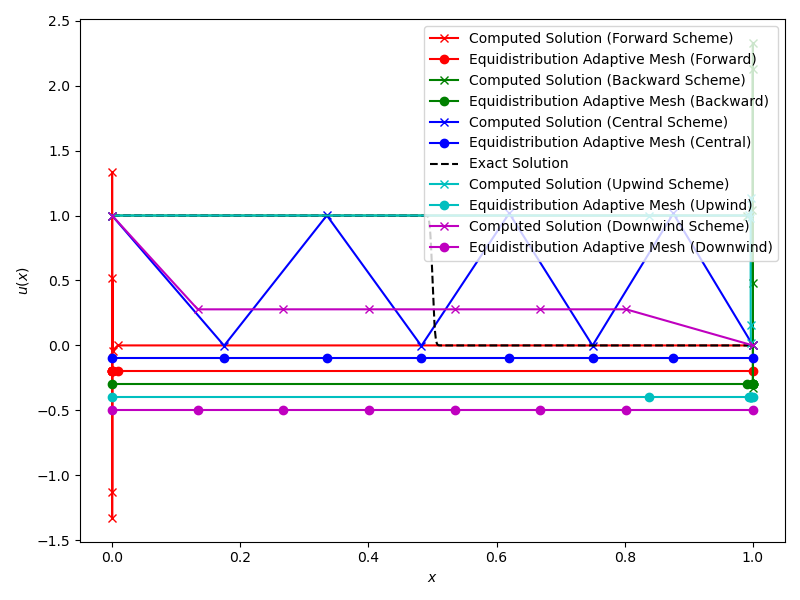 2.5
2.0
1.5
1.0
0.5
0.0
−0.5
−1.0
−1.5
u(x)
Computed Solution (Forward Scheme)
Equidistribution Adaptive Mesh (Forward)
Computed Solution (Backward Scheme)
Equidistribution Adaptive Mesh (Backward)
Computed Solution (Central Scheme)
Equidistribution Adaptive Mesh (Central)
Exact Solution
Computed Solution (Upwind Scheme)
Equidistribution Adaptive Mesh (Upwind)
Computed Solution (Downwind Scheme)
Equidistribution Adaptive Mesh (Downwind)
0.0 0.2 0.4 0.6 0.8 1.0
x